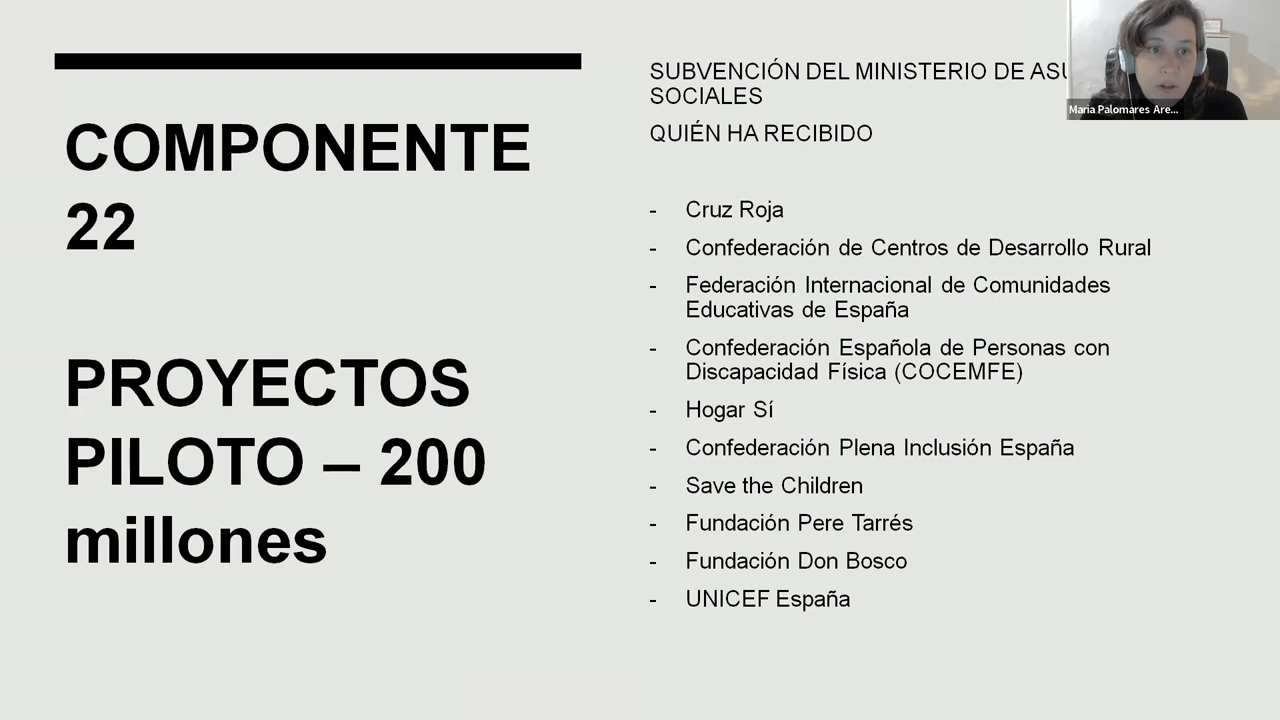 COMPONENTE
22
PROYECTOS
PILOTO – 200
millones
SUBVENCIÓN DEL MINISTERIO DE
SOCIALES
QUIÉN HA RECIBIDO
- Cruz Roja
- Confederación de Centros de Desarrollo Rural
- Federación Internacional de Comunidades
Educativas de España
- Confederación Española de Personas con
Discapacidad Física (COCEMFE)
- Hogar Sí
- Confederación Plena Inclusión España
- Save the Children
- Fundación Pere Tarrés
- Fundación Don Bosco
- UNICEF España
Maria Palomares Are...